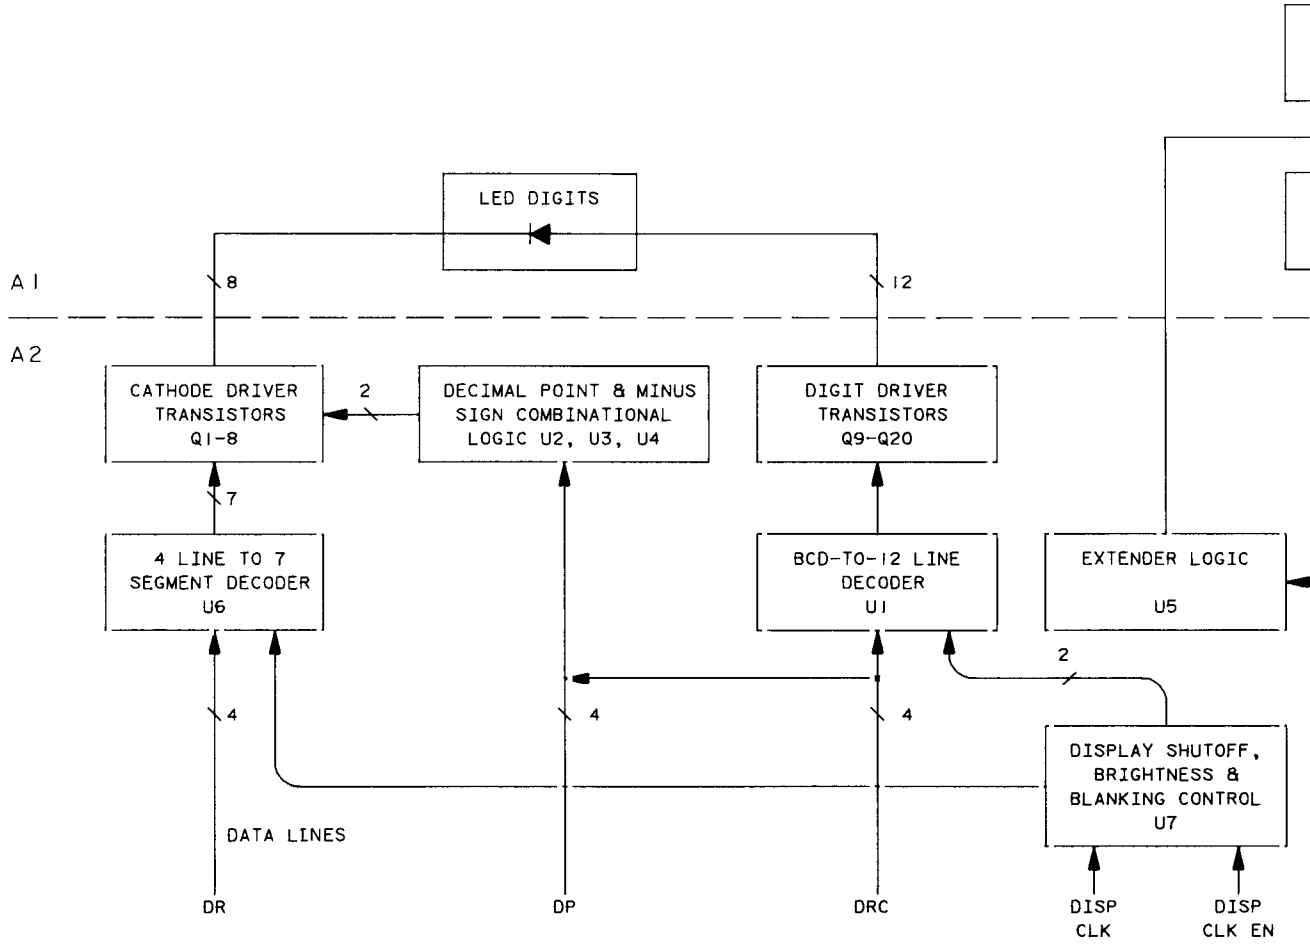 LED DIGITS
8
12
A1
A2
CATHODE DRIVER
TRANSISTORS
Q1-8
2
DECIMAL POINT & MINUS
SIGN COMBINATIONAL
LOGIC U2, U3, U4
DIGIT DRIVER
TRANSISTORS
Q9-Q20
7
4 LINE TO 7
SEGMENT DECODER
U6
BCD-TO-12 LINE
DECODER
U1
EXTENDER LOGIC
U5
2
4
4
4
DISPLAY SHUTOFF,
BRIGHTNESS &
BLANKING CONTROL
U7
DATA LINES
DR
DP
DRC
DISP
CLK
DISP
CLK EN